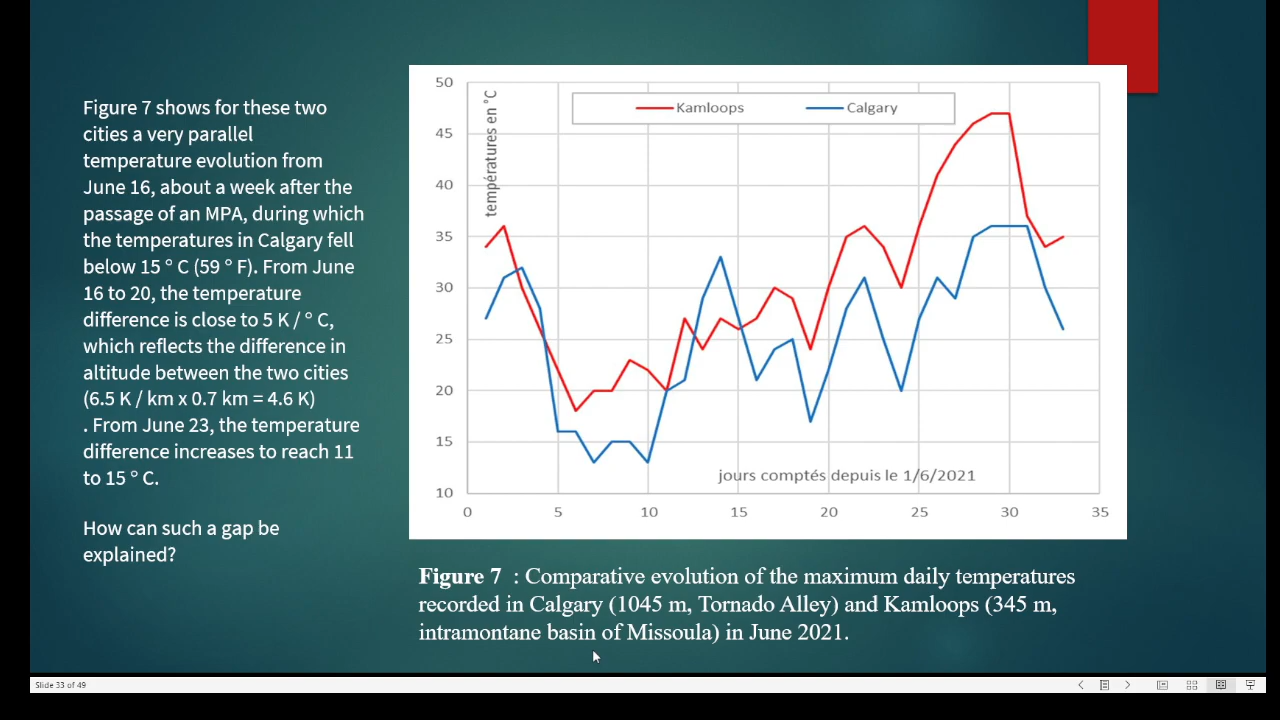 Figure 7 shows for these two
cities a very parallel
temperature evolution from
June 16, about a week after the
passage of an MPA, during which
the temperatures in Calgary fell
below 15 ° C (59 ° F). From June
16 to 20, the temperature
difference is close to 5 K / ° C,
which reflects the difference in
altitude between the two cities
(6.5 K / km x 0.7 km = 4.6 K)
. From June 23, the temperature
difference increases to reach 11
to 15 ° C.
How can such a gap be
explained?
50
45
40
35
30
25
20
15
10
températures en °C
Kamloops
Calgary
jours comptés depuis le 1/6/2021
0 5 10 15 20 25 30 35
Figure 7 : Comparative evolution of the maximum daily temperatures
recorded in Calgary (1045 m, Tornado Alley) and Kamloops (345 m,
intramontane basin of Missoula) in June 2021.
Slide 33 of 49